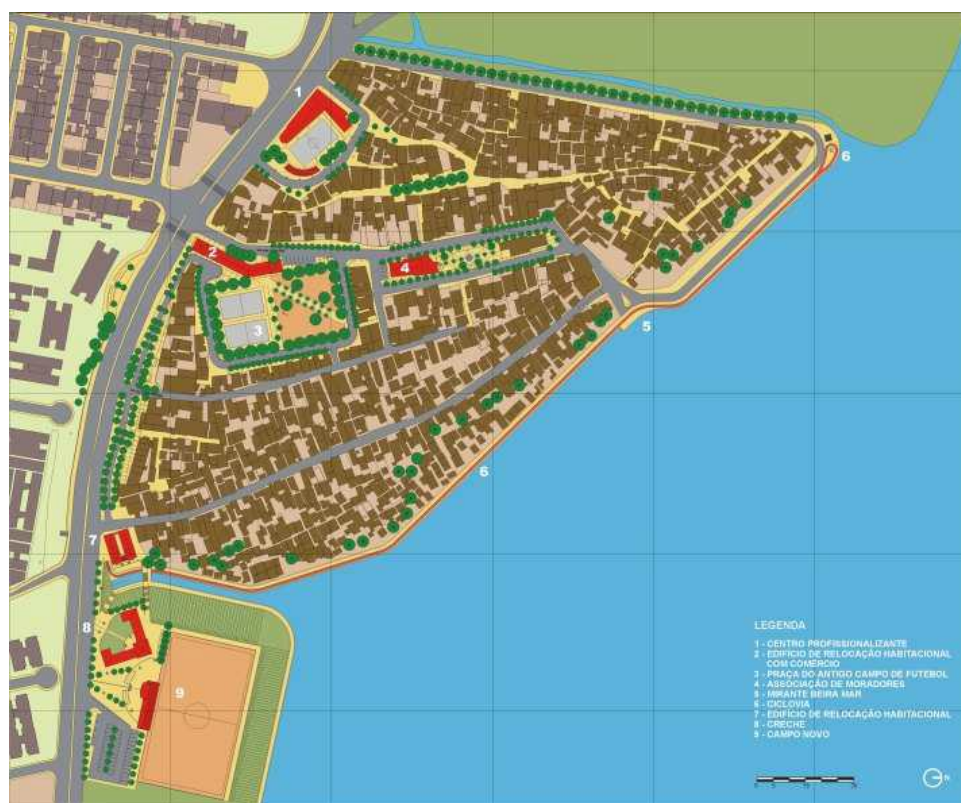 1
6
2
4
3
5
6
7
8
9
LEGENDA
1 - CENTRO PROFISSIONALIZANTE
2 - EDIFÍCIO DE RELOCAÇÃO HABITACIONAL
COM COMÉRCIO
3 - PRAÇA DO ANTIGO CAMPO DE FUTEBOL
4 - ASSOCIAÇÃO DE MORADORES
5 - MIRANTE BEIRA MAR
6 - CICLOVIA
7 - EDIFÍCIO DE RELOCAÇÃO HABITACIONAL
8 - CRECHE
9 - CAMPO NOVO
N